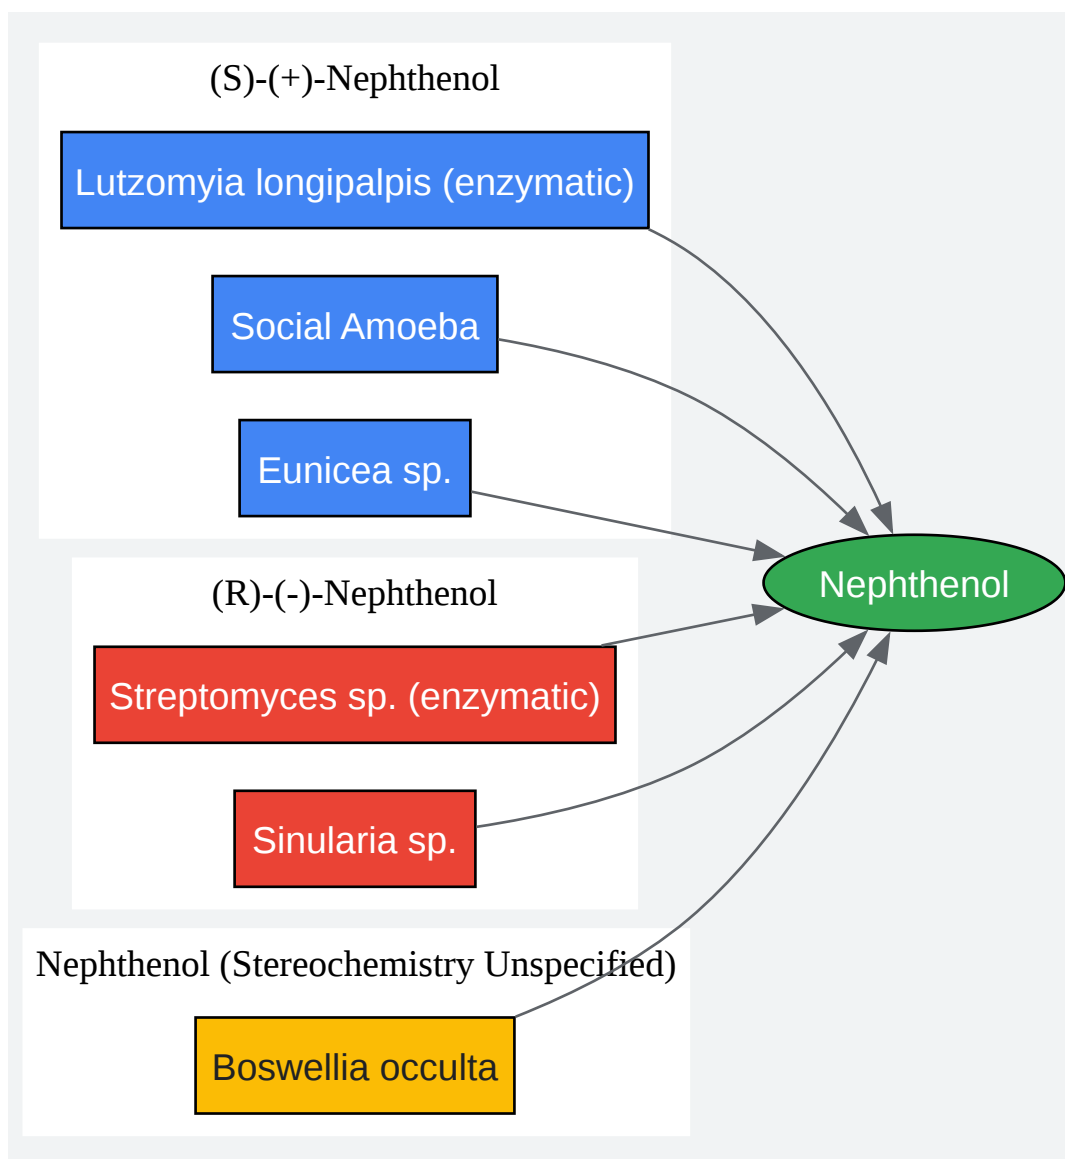 (S)-(+)-Nephthenol
Lutzomyia longipalpis (enzymatic)
Social Amoeba
Eunicea sp.
Nephthenol
(R)-(-)-Nephthenol
Streptomyces sp. (enzymatic)
Sinularia sp.
Nephthenol (Stereochemistry Unspecified)
Boswellia occulta